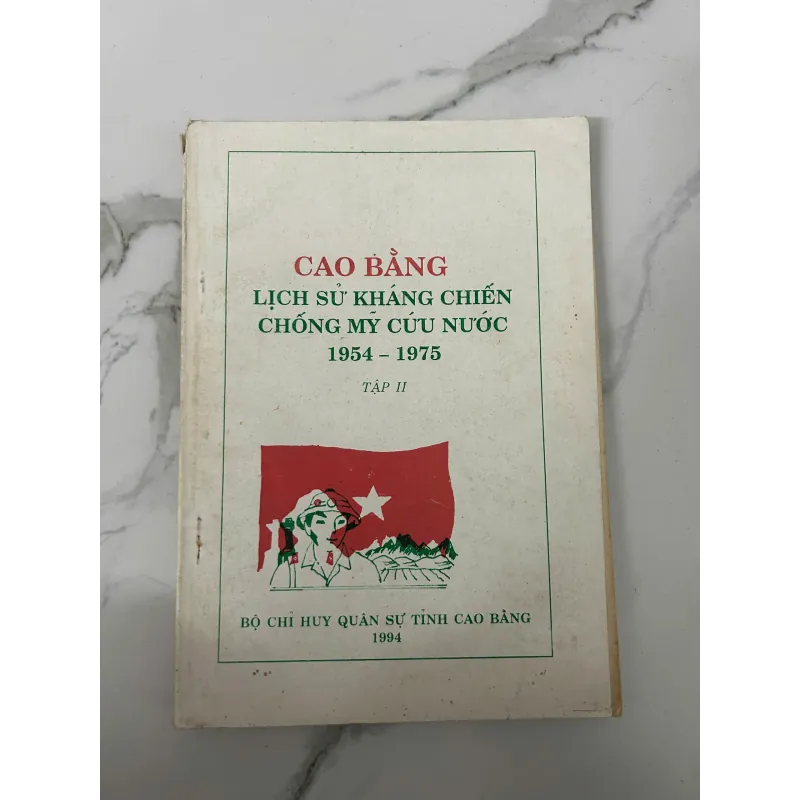 CAO BẰNG
LỊCH SỬ KHÁNG CHIẾN
CHỐNG MỸ CỨU NƯỚC
1954 - 1975
TẬP II
BỘ CHỈ HUY QUÂN SỰ TỈNH CAO BẰNG
1994